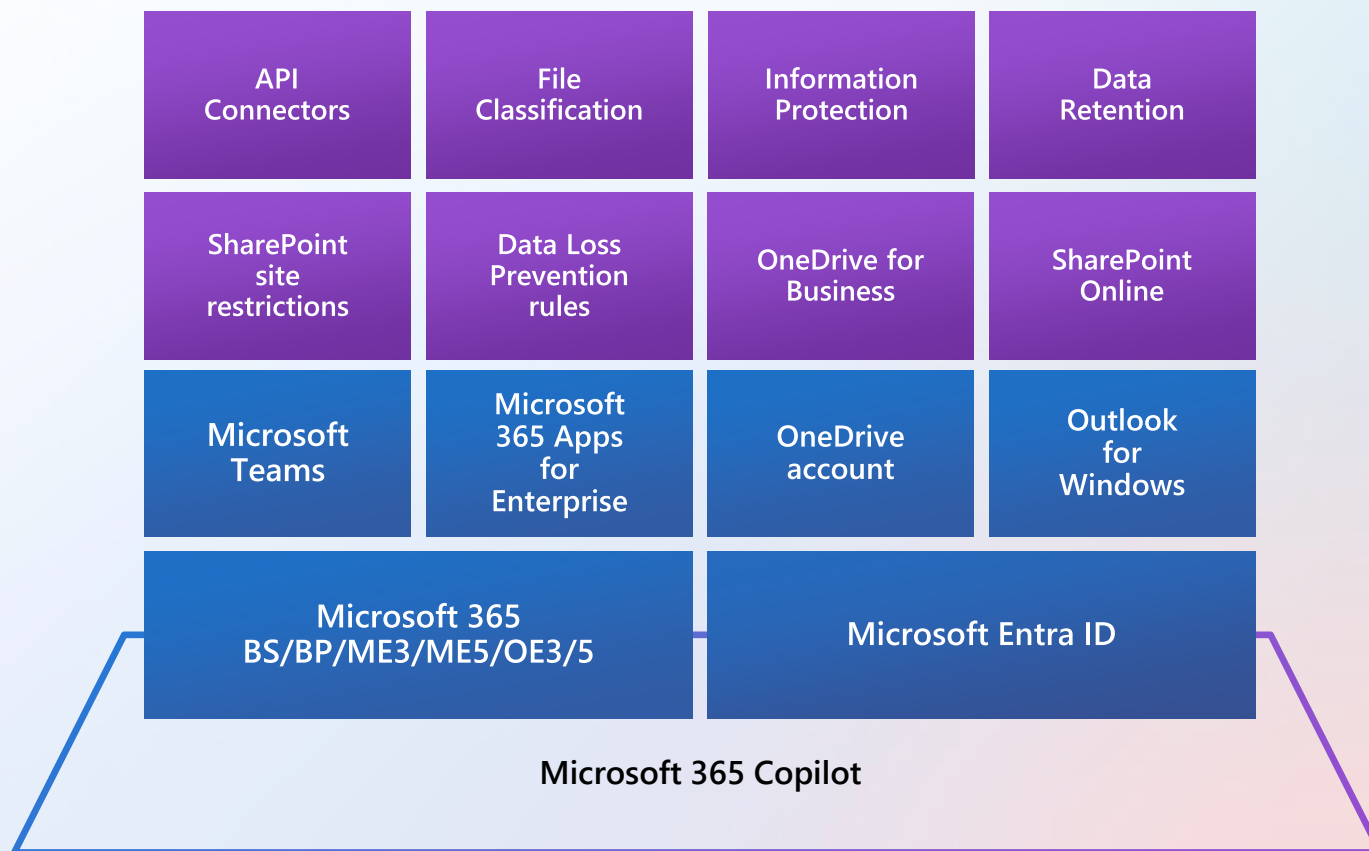 API
Connectors
File
Classification
Information
Protection
Data
Retention
SharePoint
site
restrictions
Data Loss
Prevention
rules
OneDrive for
Business
SharePoint
Online
Microsoft
Teams
Microsoft
365 Apps
for
Enterprise
OneDrive
account
Outlook
for
Windows
Microsoft 365
BS/BP/ME3/ME5/OE3/5
Microsoft Entra ID
Microsoft 365 Copilot